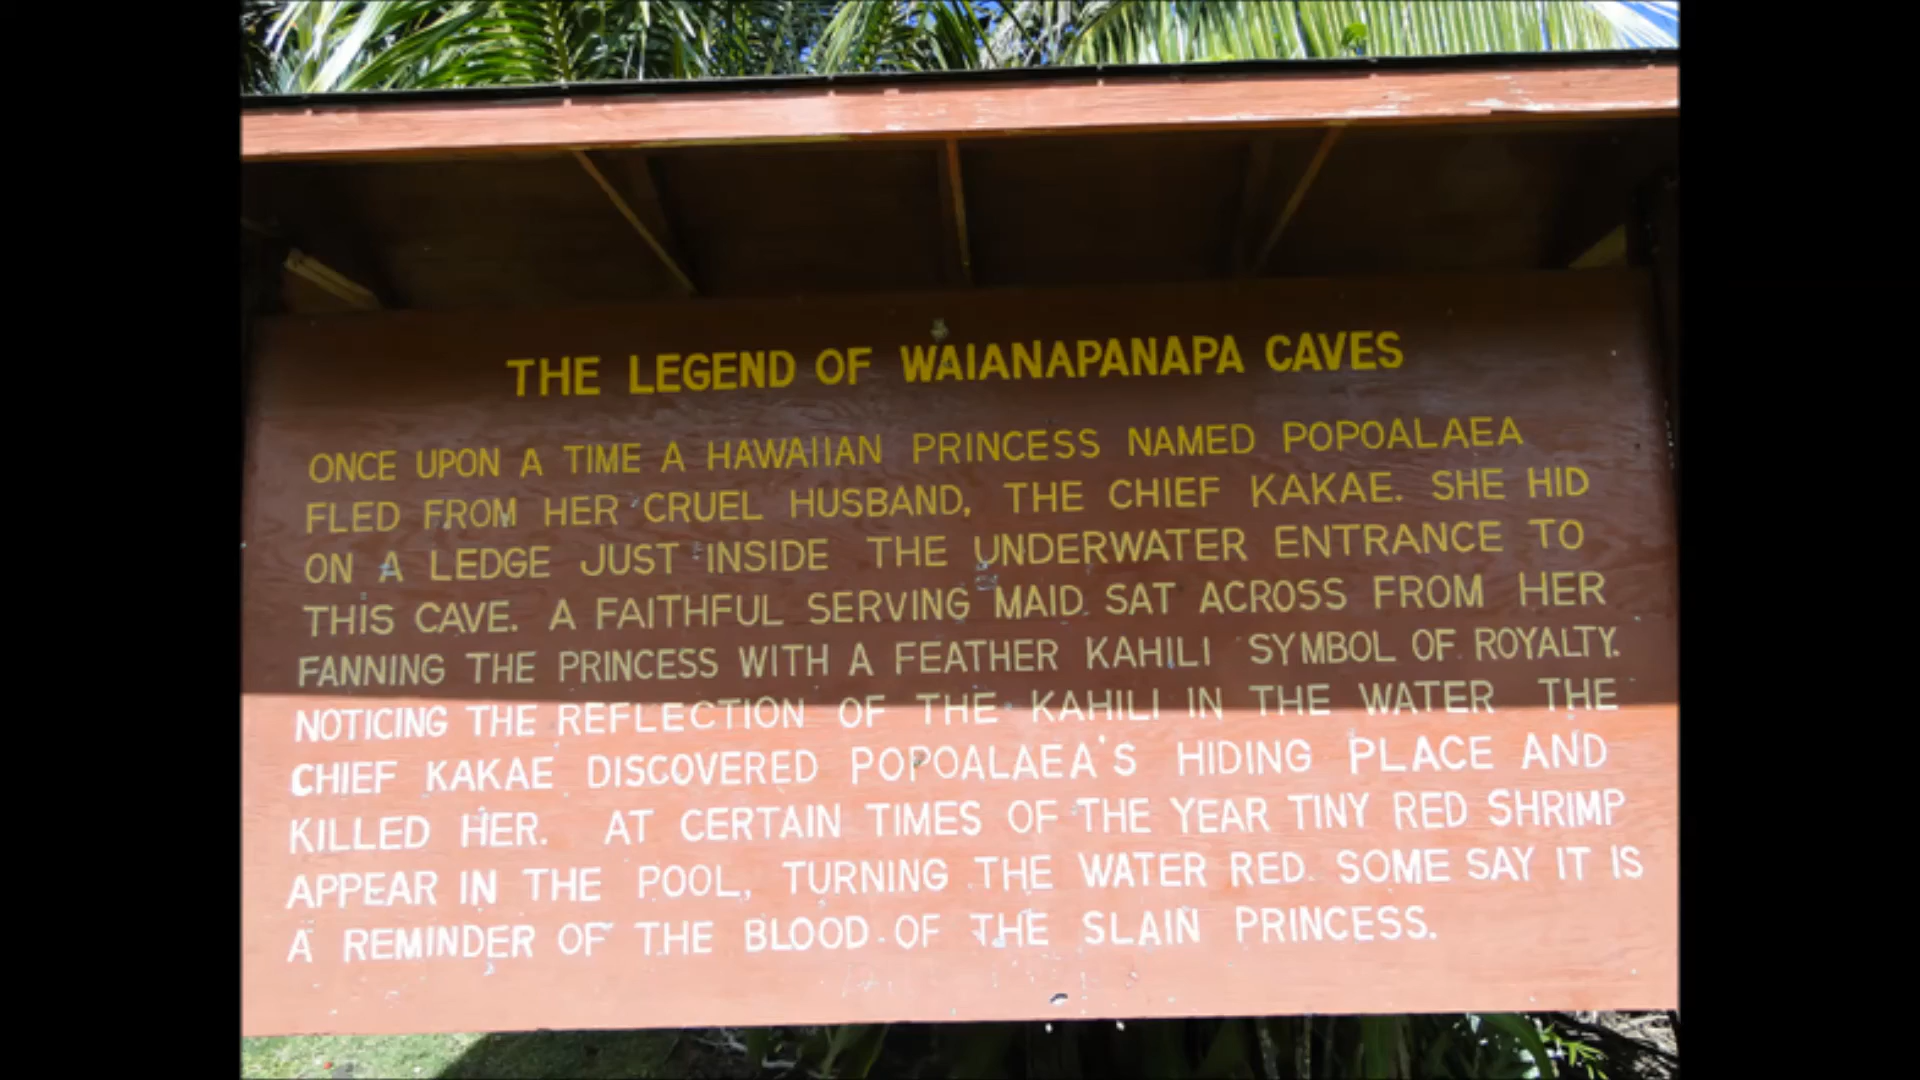 THE LEGEND OF WAIANAPANAPA CAVES
ONCE UPON A TIME A HAWAIIAN PRINCESS NAMED POPOALAEA
FLED FROM HER CRUEL HUSBAND, THE CHIEF KAKAE. SHE HID
ON A LEDGE JUST INSIDE THE UNDERWATER ENTRANCE TO
THIS CAVE. A FAITHFUL SERVING MAID SAT ACROSS FROM HER
FANNING THE PRINCESS WITH A FEATHER KAHILI SYMBOL OF ROYALTY.
NOTICING THE REFLECTION OF THE KAHILI IN THE WATER THE
CHIEF KAKAE DISCOVERED POPOALAEA'S HIDING PLACE AND
KILLED HER. AT CERTAIN TIMES OF THE YEAR TINY RED SHRIMP
APPEAR IN THE POOL, TURNING THE WATER RED. SOME SAY IT IS
A REMINDER OF THE BLOOD OF THE SLAIN PRINCESS.